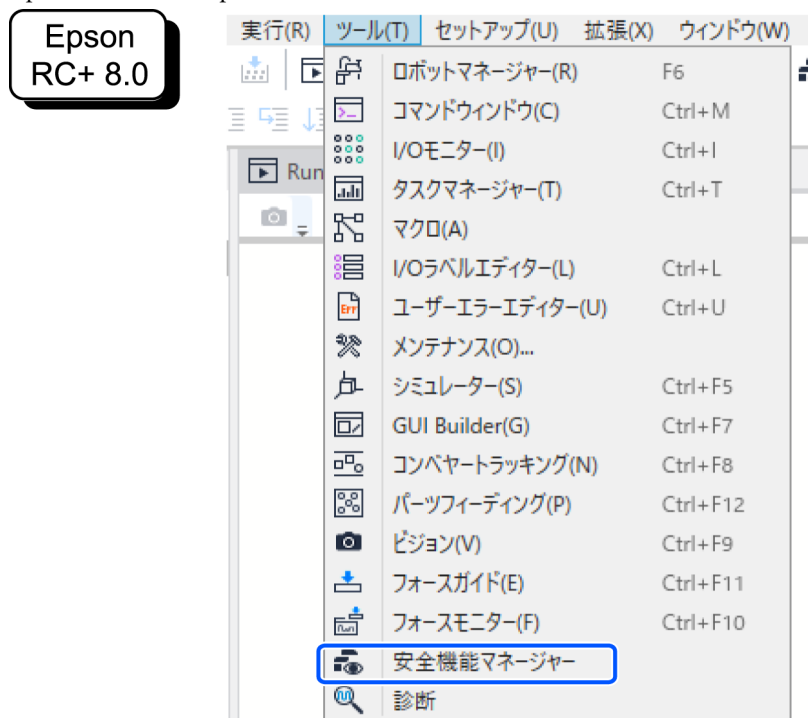 Epson
RC+ 8.0
実行(R) ツール(T) セットアップ(U) 拡張(X) ウィンドウ(W)
ロボットマネージャー(R) F6
コマンドウィンドウ(C) Ctrl+M
I/Oモニター(I) Ctrl+I
Run
タスクマネージャー(T) Ctrl+T
マクロ(A)
I/Oラベルエディター(L) Ctrl+L
Err
ユーザーエラーエディター(U) Ctrl+U
メンテナンス(O)...
シミュレーター(S) Ctrl+F5
GUI Builder(G) Ctrl+F7
コンベヤートラッキング(N) Ctrl+F8
パーツフィーディング(P) Ctrl+F12
ビジョン(V) Ctrl+F9
フォースガイド(E) Ctrl+F11
フォースモニター(F) Ctrl+F10
安全機能マネージャー
診断